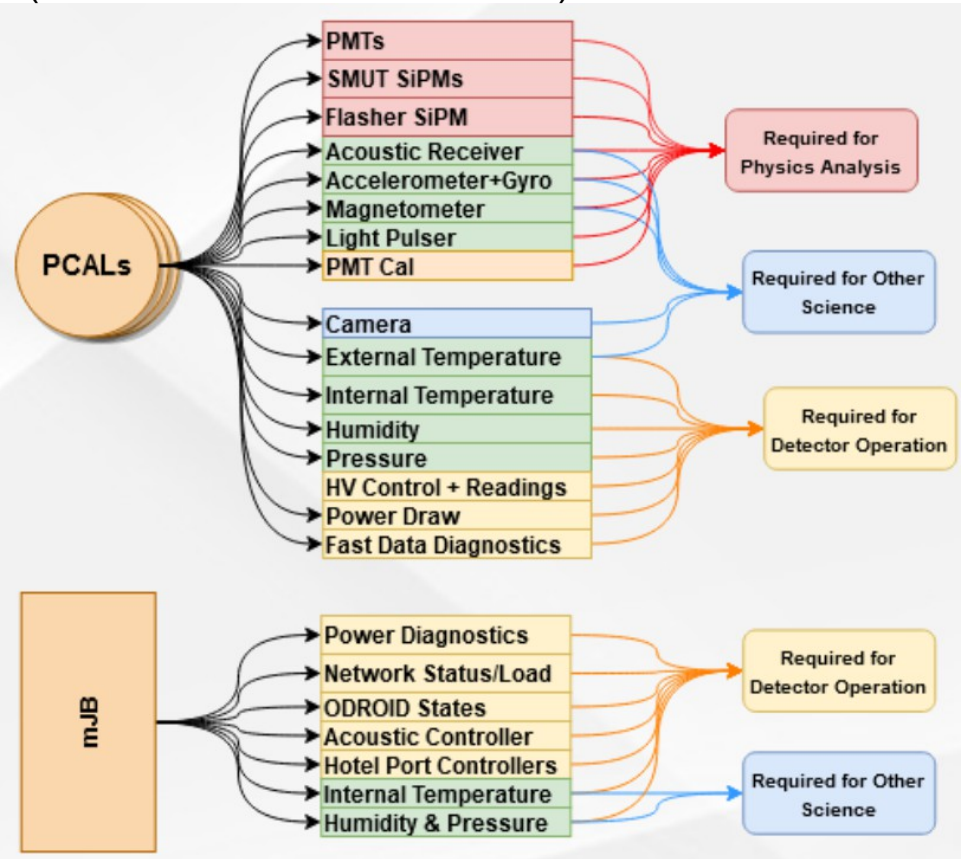 PCALs
PMTs
SMUT SiPMs
Flasher SiPM
Acoustic Receiver
Accelerometer+Gyro
Magnetometer
Light Pulser
PMT Cal
Camera
External Temperature
Internal Temperature
Humidity
Pressure
HV Control + Readings
Power Draw
Fast Data Diagnostics
Required for
Physics Analysis
Required for Other
Science
Required for
Detector Operation
mJB
Power Diagnostics
Network Status/Load
ODROID States
Acoustic Controller
Hotel Port Controllers
Internal Temperature
Humidity & Pressure
Required for
Detector Operation
Required for Other
Science